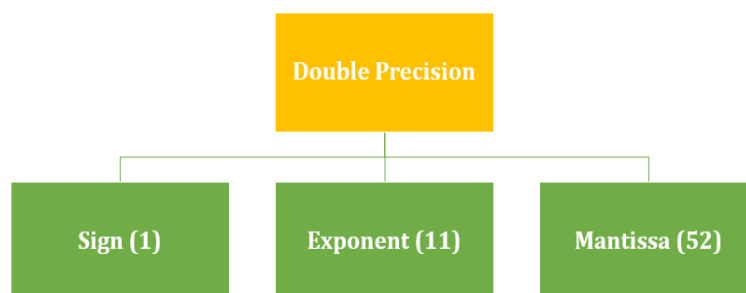 Double Precision
Sign (1)
Exponent (11)
Mantissa (52)